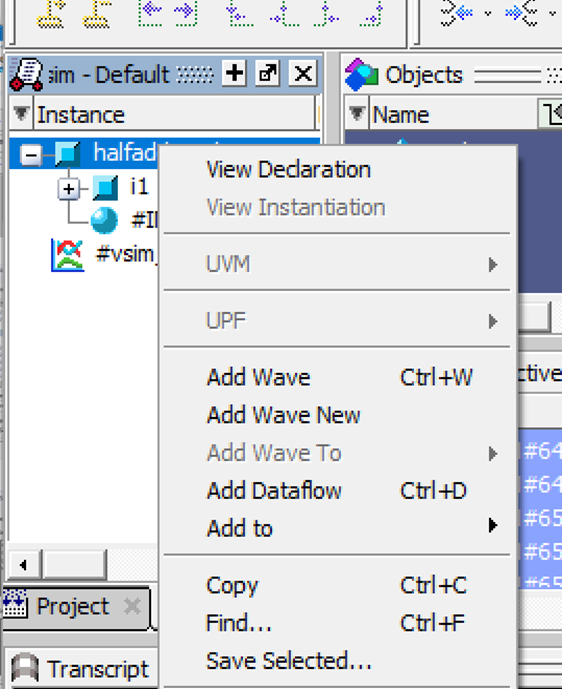 sim - Default
Objects
Instance
Name
halfad
i1
#vsim_
View Declaration
View Instantiation
UVM
UPF
Add Wave Ctrl+W
Add Wave New
Add Wave To
Add Dataflow Ctrl+D
Add to
Copy Ctrl+C
Find... Ctrl+F
Save Selected...
ctive
#64
#64
#65
#65
#65
Project
Transcript